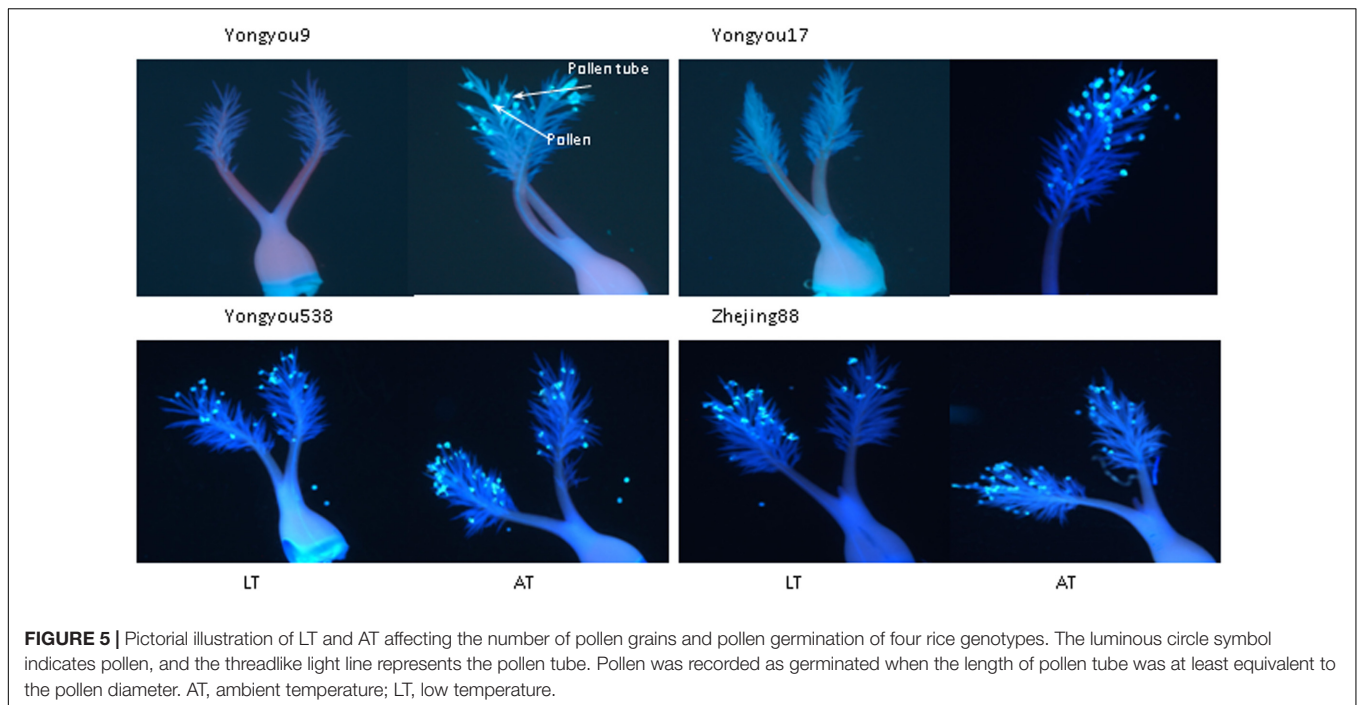 Yongyou9
Yongyou17
Pollen tube
Pollen
Yongyou538
Zhejing88
LT
AT
LT
AT
FIGURE 5 | Pictorial illustration of LT and AT affecting the number of pollen grains and pollen germination of four rice genotypes. The luminous circle symbol
indicates pollen, and the threadlike light line represents the pollen tube. Pollen was recorded as germinated when the length of pollen tube was at least equivalent to
the pollen diameter. AT, ambient temperature; LT, low temperature.